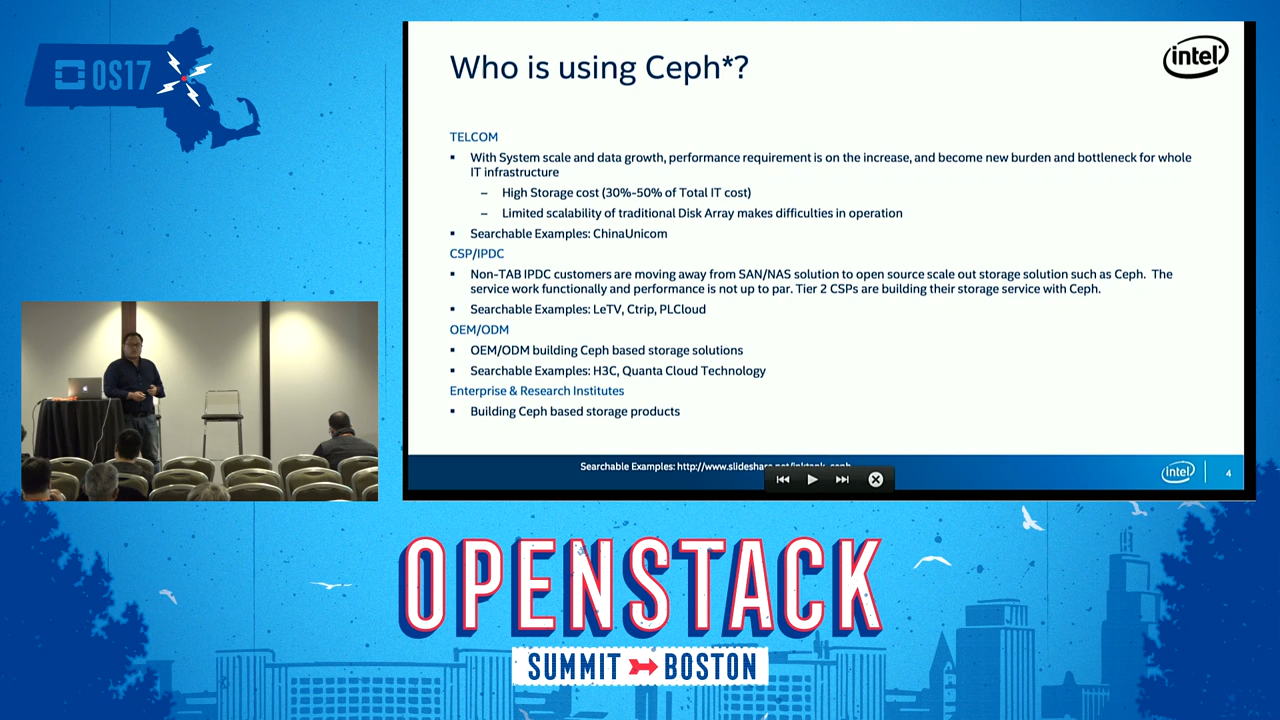 OS17
Who is using Ceph*?
intel
TELCOM
▪ With System scale and data growth, performance requirement is on the increase, and become new burden and bottleneck for whole
IT infrastructure
– High Storage cost (30%-50% of Total IT cost)
– Limited scalability of traditional Disk Array makes difficulties in operation
▪ Searchable Examples: ChinaUnicom
CSP/IPDC
▪ Non-TAB IPDC customers are moving away from SAN/NAS solution to open source scale out storage solution such as Ceph. The
service work functionally and performance is not up to par. Tier 2 CSPs are building their storage service with Ceph.
▪ Searchable Examples: LeTV, Ctrip, PLCloud
OEM/ODM
▪ OEM/ODM building Ceph based storage solutions
▪ Searchable Examples: H3C, Quanta Cloud Technology
Enterprise & Research Institutes
▪ Building Ceph based storage products
Searchable Examples: http://www.slideshare.net/inktank_ceph
intel
4
OPENSTACK
SUMMIT BOSTON